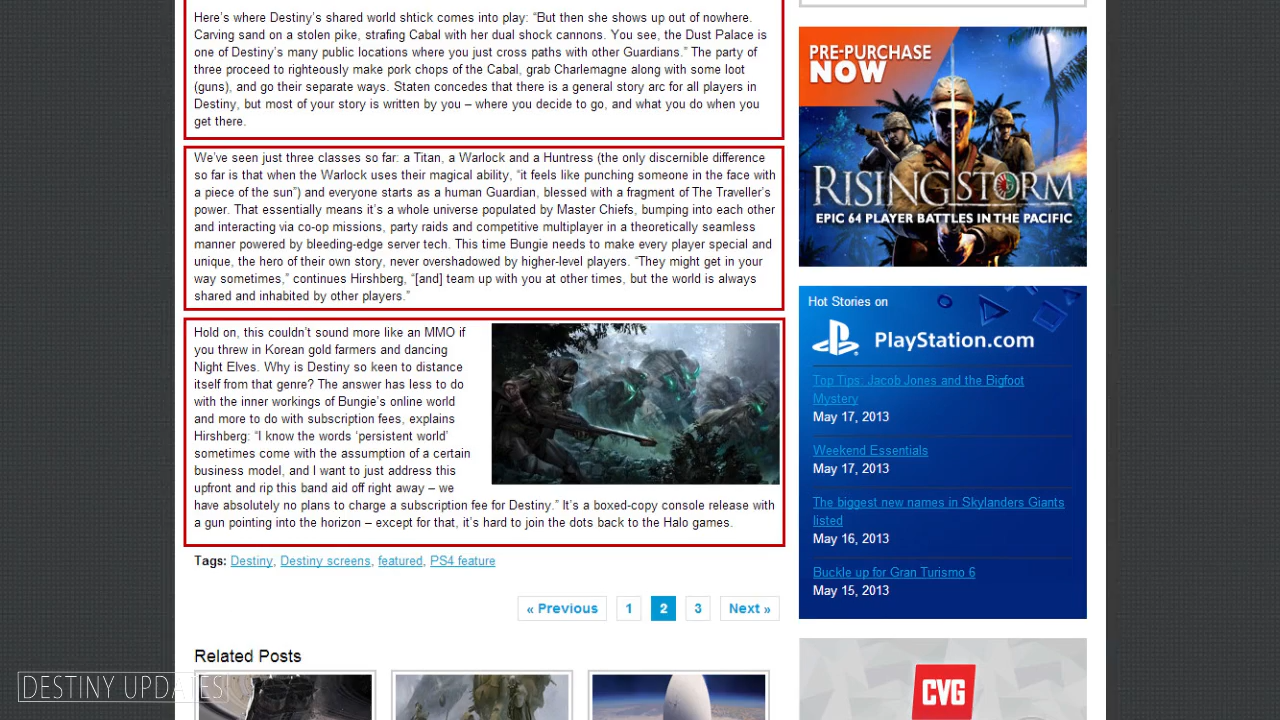 Here’s where Destiny’s shared world shtick comes into play: “But then she shows up out of nowhere.
Carving sand on a stolen pike, strafing Cabal with her dual shock cannons. You see, the Dust Palace is
one of Destiny’s many public locations where you just cross paths with other Guardians.” The party of
three proceed to righteously make pork chops of the Cabal, grab Charlemagne along with some loot
(guns), and go their separate ways. Staten concedes that there is a general story arc for all players in
Destiny, but most of your story is written by you – where you decide to go, and what you do when you
get there.
We’ve seen just three classes so far: a Titan, a Warlock and a Huntress (the only discernible difference
so far is that when the Warlock uses their magical ability, “it feels like punching someone in the face with
a piece of the sun”) and everyone starts as a human Guardian, blessed with a fragment of The Traveller’s
power. That essentially means it’s a whole universe populated by Master Chiefs, bumping into each other
and interacting via co-op missions, party raids and competitive multiplayer in a theoretically seamless
manner powered by bleeding-edge server tech. This time Bungie needs to make every player special and
unique, the hero of their own story, never overshadowed by higher-level players. “They might get in your
way sometimes,” continues Hirshberg, “[and] team up with you at other times, but the world is always
shared and inhabited by other players.”
Hold on, this couldn’t sound more like an MMO if
you threw in Korean gold farmers and dancing
Night Elves. Why is Destiny so keen to distance
itself from that genre? The answer has less to do
with the inner workings of Bungie’s online world
and more to do with subscription fees, explains
Hirshberg: “I know the words ‘persistent world’
sometimes come with the assumption of a certain
business model, and I want to just address this
upfront and rip this band aid off right away – we
have absolutely no plans to charge a subscription fee for Destiny.” It’s a boxed-copy console release with
a gun pointing into the horizon – except for that, it’s hard to join the dots back to the Halo games.
Tags: Destiny, Destiny screens, featured, PS4 feature
« Previous 1 2 3 Next »
Related Posts
DESTINY UPDATES
PRE-PURCHASE
NOW
RISING STORM
EPIC 64 PLAYER BATTLES IN THE PACIFIC
Hot Stories on
PlayStation.com
Top Tips: Jacob Jones and the Bigfoot
Mystery
May 17, 2013
Weekend Essentials
May 17, 2013
The biggest new names in Skylanders Giants
listed
May 16, 2013
Buckle up for Gran Turismo 6
May 15, 2013
CVG